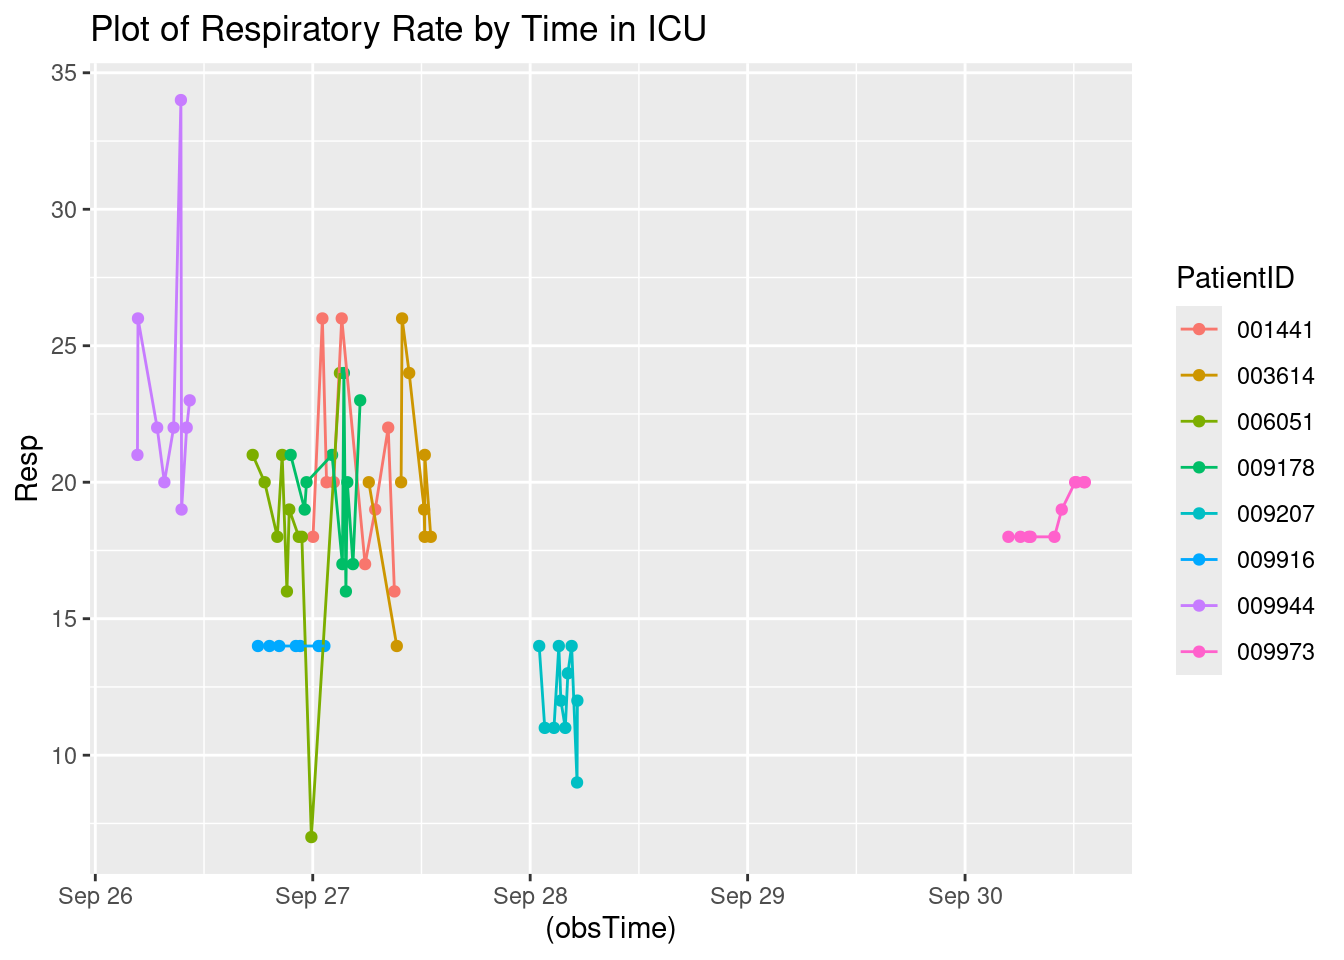 Plot of Respiratory Rate by Time in ICU
35
30
25
20
15
10
Resp
Sep 26 Sep 27 Sep 28 Sep 29 Sep 30
(obsTime)
PatientID
001441
003614
006051
009178
009207
009916
009944
009973